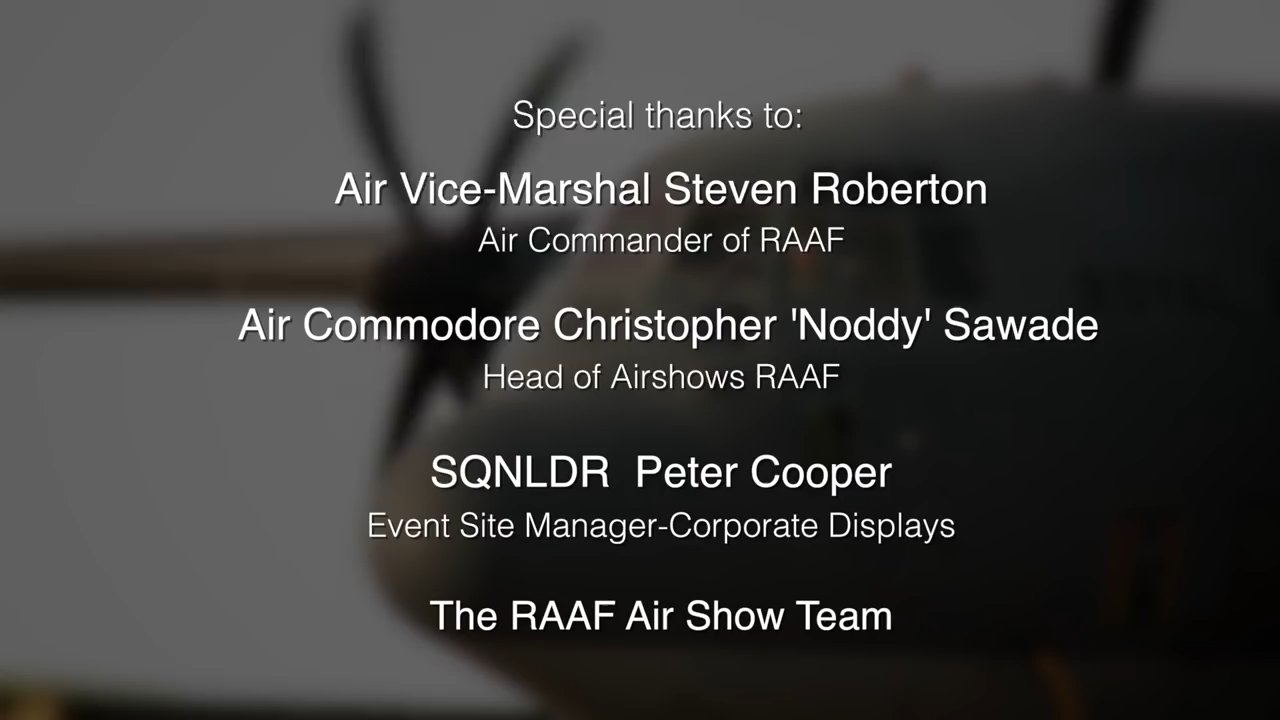 Special thanks to:
Air Vice-Marshal Steven Roberton
Air Commander of RAAF
Air Commodore Christopher 'Noddy' Sawade
Head of Airshows RAAF
SQNLDR  Peter Cooper
Event Site Manager-Corporate Displays
The RAAF Air Show Team